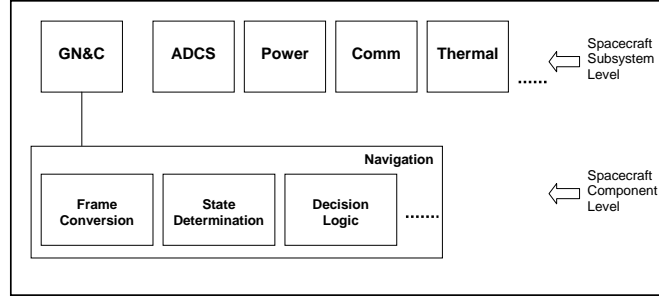 GN&C
ADCS
Power
Comm
Thermal
......
Spacecraft
Subsystem
Level
Navigation
Frame
Conversion
State
Determination
Decision
Logic
.......
Spacecraft
Component
Level